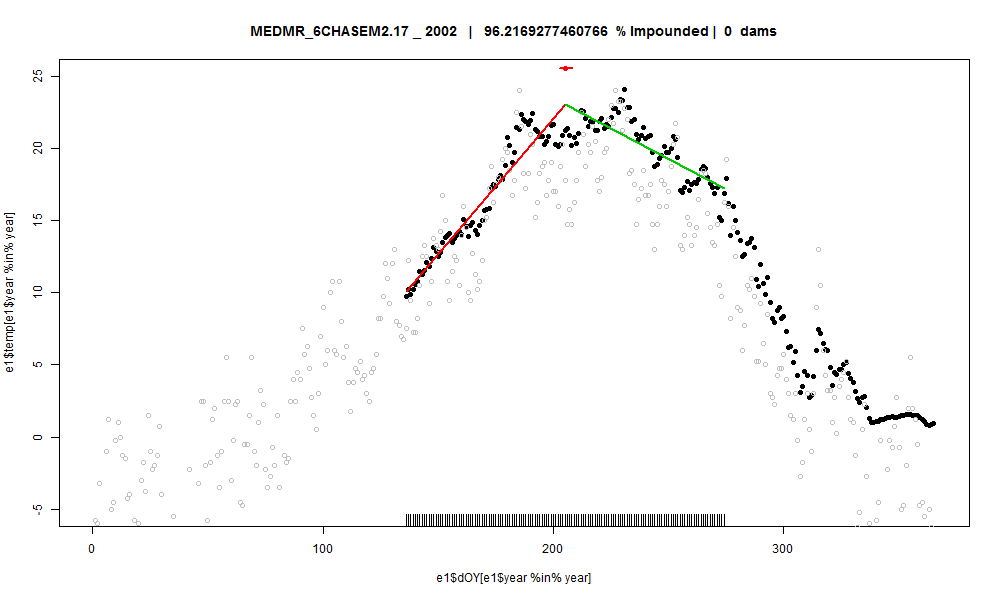 MEDMR_6CHASEM2.17 _ 2002 | 96.2169277460766 % Impounded | 0 dams
25
20
15
10
5
0
-5
e1$temp[e1$year %in% year]
0 100 200 300
e1$dOY[e1$year %in% year]